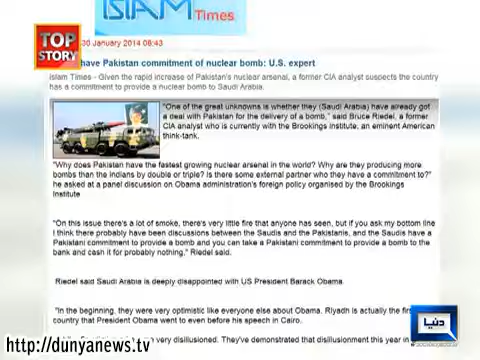 ISLAM Times
TOP
STORY
30 January 2014 08:43
have Pakistan commitment of nuclear bomb: U.S. expert
Islam Times - Given the rapid increase of Pakistan's nuclear arsenal, a former CIA analyst suspects the country
has a commitment to provide a nuclear bomb to Saudi Arabia.
"One of the great unknowns is whether they (Saudi Arabia) have already got
a deal with Pakistan for the delivery of a bomb," said Bruce Riedel, a former
CIA analyst who is currently with the Brookings institute, an eminent American
think-tank.
"Why does Pakistan have the fastest growing nuclear arsenal in the world? Why are they producing more
bombs than the Indians by double or triple? Is there some external partner who they have a commitment to?"
he asked at a panel discussion on Obama administration's foreign policy organised by the Brookings
Institute
"On this issue there's a lot of smoke, there's very little fire that anyone has seen, but if you ask my bottom line
I think there probably have been discussions between the Saudis and the Pakistanis, and the Saudis have a
Pakistani commitment to provide a bomb and you can take a Pakistani commitment to provide a bomb to the
bank and cash it for probably nothing," Riedel said.
Riedel said Saudi Arabia is deeply disappointed with US President Barack Obama.
"In the beginning, they were very optimistic like everyone else about Obama. Riyadh is actually the fir
country that President Obama went to even before his speech in Cairo.
very disillusioned. They've demonstrated that disillusionment this year in
دنیا
http://dunyanews.tv